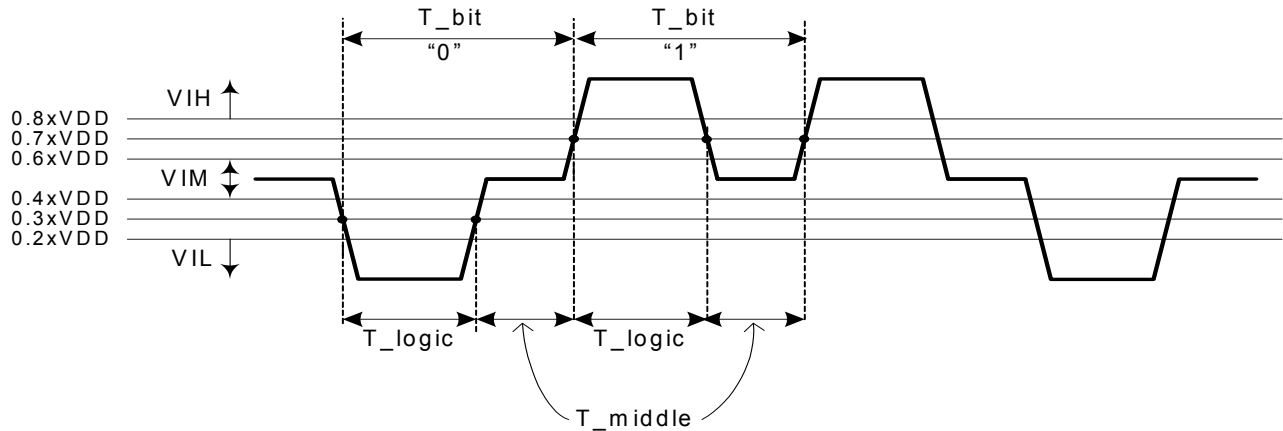 T_bit T_bit
“0” “1”
VIH
0.8xVDD
0.7xVDD
0.6xVDD
VIM
0.4xVDD
0.3xVDD
0.2xVDD
VIL
T_logic T_logic
T_middle